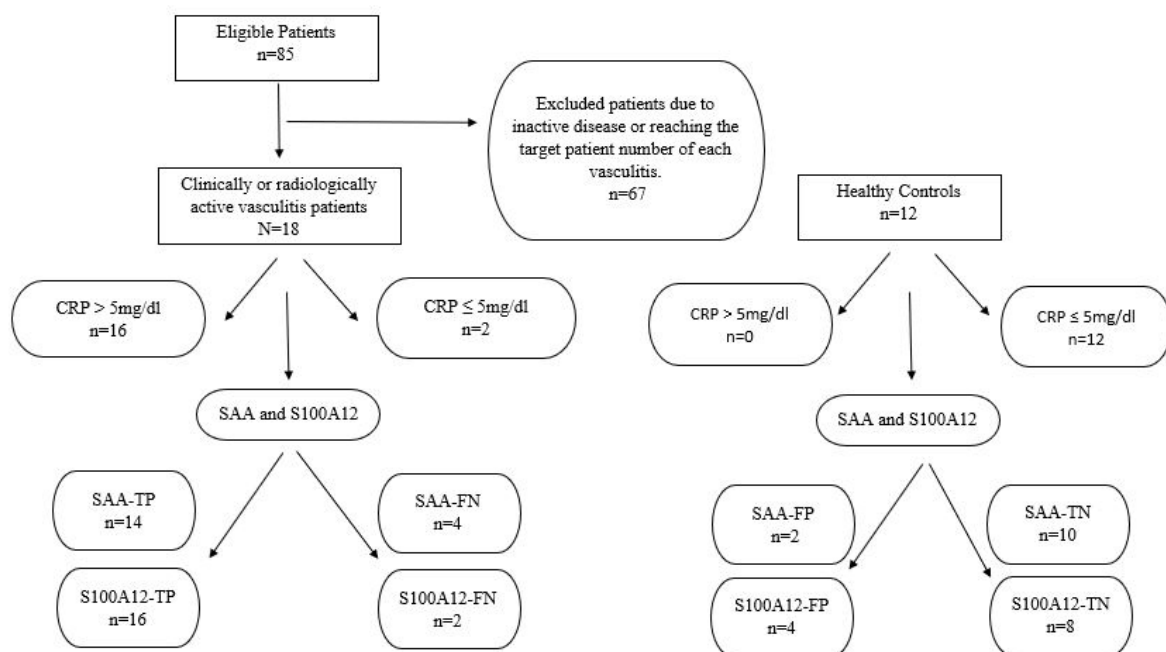 Eligible Patients
n=85
Excluded patients due to
inactive disease or reaching the
target patient number of each
vasculitis.
n=67
Clinically or radiologically
active vasculitis patients
N=18
Healthy Controls
n=12
CRP > 5mg/dl
n=16
CRP ≤ 5mg/dl
n=2
CRP > 5mg/dl
n=0
CRP ≤ 5mg/dl
n=12
SAA and S100A12
SAA and S100A12
SAA-TP
n=14
SAA-FN
n=4
SAA-FP
n=2
SAA-TN
n=10
S100A12-TP
n=16
S100A12-FN
n=2
S100A12-FP
n=4
S100A12-TN
n=8